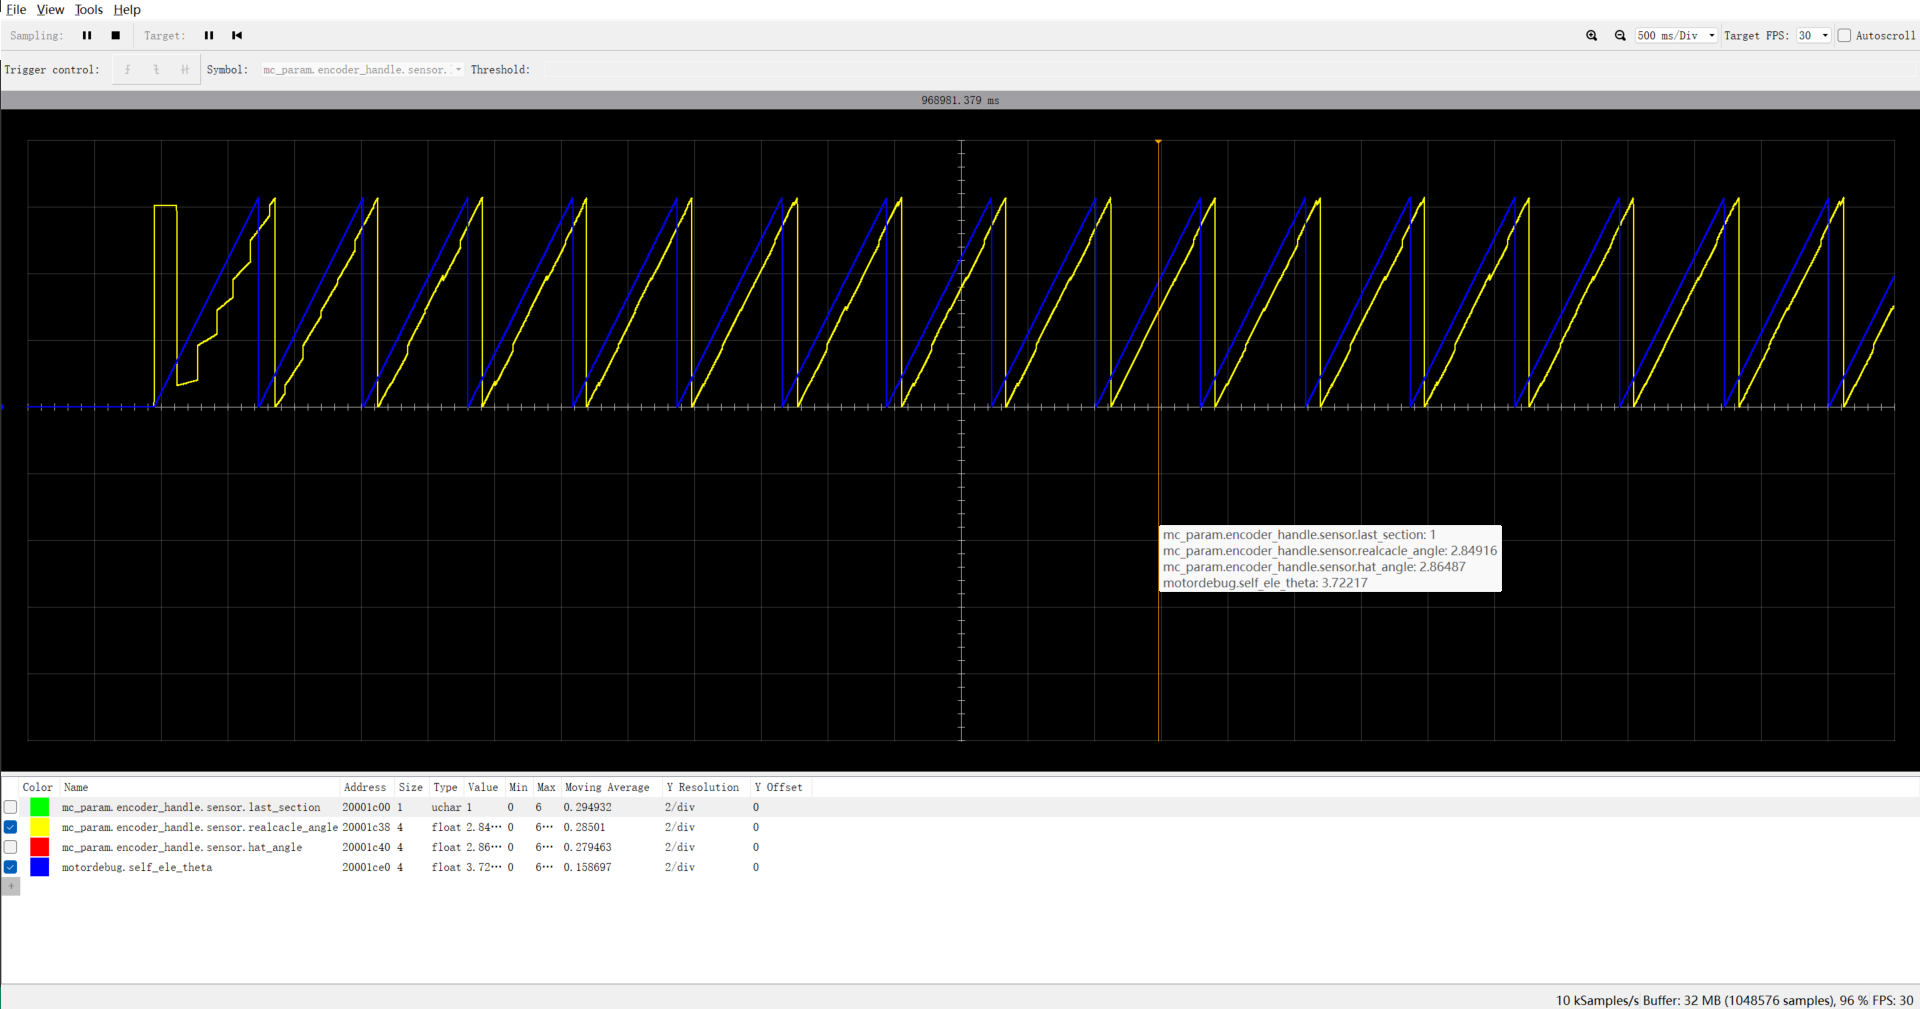 File View Tools Help
Sampling: Target: 500 ms/Div Target FPS: 30 Autoscroll
Trigger control: Symbol: mc_param.encoder_handle.sensor. Threshold:
968981.379 ms
mc_param.encoder_handle.sensor.last_section: 1
mc_param.encoder_handle.sensor.realcacle_angle: 2.84916
mc_param.encoder_handle.sensor.hat_angle: 2.86487
motordebug.self_ele_theta: 3.72217
Color Name Address Size Type Value Min Max Moving Average Y Resolution Y Offset
mc_param.encoder_handle.sensor.last_section 20001c00 1 uchar 1 0 6 0.294932 2/div 0
mc_param.encoder_handle.sensor.realcacle_angle 20001c38 4 float 2.84··· 0 6··· 0.28501 2/div 0
mc_param.encoder_handle.sensor.hat_angle 20001c40 4 float 2.86··· 0 6··· 0.279463 2/div 0
motordebug.self_ele_theta 20001ce0 4 float 3.72··· 0 6··· 0.158697 2/div 0
+
10 kSamples/s Buffer: 32 MB (1048576 samples), 96 % FPS: 30